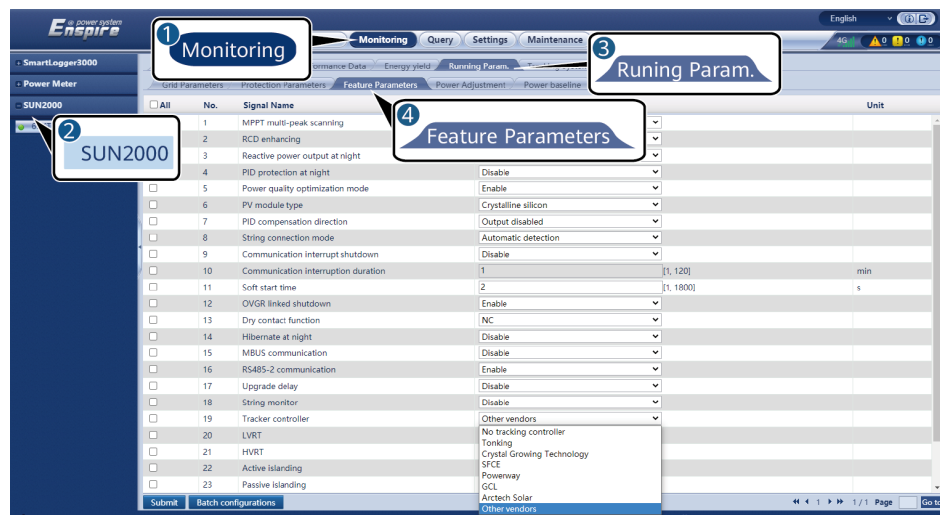 @ power system
Enspire
English
Monitoring Query Settings Maintenance
4G 0 0 0
1 Monitoring
3 Runing Param.
SmartLogger3000
Power Meter
SUN2000
2 SUN2000
ormance Data Energy yield Running Param.
Grid Parameters Protection Parameters Feature Parameters Power Adjustment Power baseline
4 Feature Parameters
All No. Signal Name Unit
1 MPPT multi-peak scanning
2 RCD enhancing
3 Reactive power output at night
4 PID protection at night Disable
5 Power quality optimization mode Enable
6 PV module type Crystalline silicon
7 PID compensation direction Output disabled
8 String connection mode Automatic detection
9 Communication interrupt shutdown Disable
10 Communication interruption duration 1 [1, 120] min
11 Soft start time 2 [1, 1800] s
12 OVGR linked shutdown Enable
13 Dry contact function NC
14 Hibernate at night Disable
15 MBUS communication Disable
16 RS485-2 communication Enable
17 Upgrade delay Disable
18 String monitor Disable
19 Tracker controller Other vendors
20 LVRT
21 HVRT
22 Active islanding
23 Passive islanding
No tracking controller
Tonking
Crystal Growing Technology
SFCE
Powerway
GCL
Arctech Solar
Other vendors
Submit Batch configurations
1 1 / 1 Page Go to